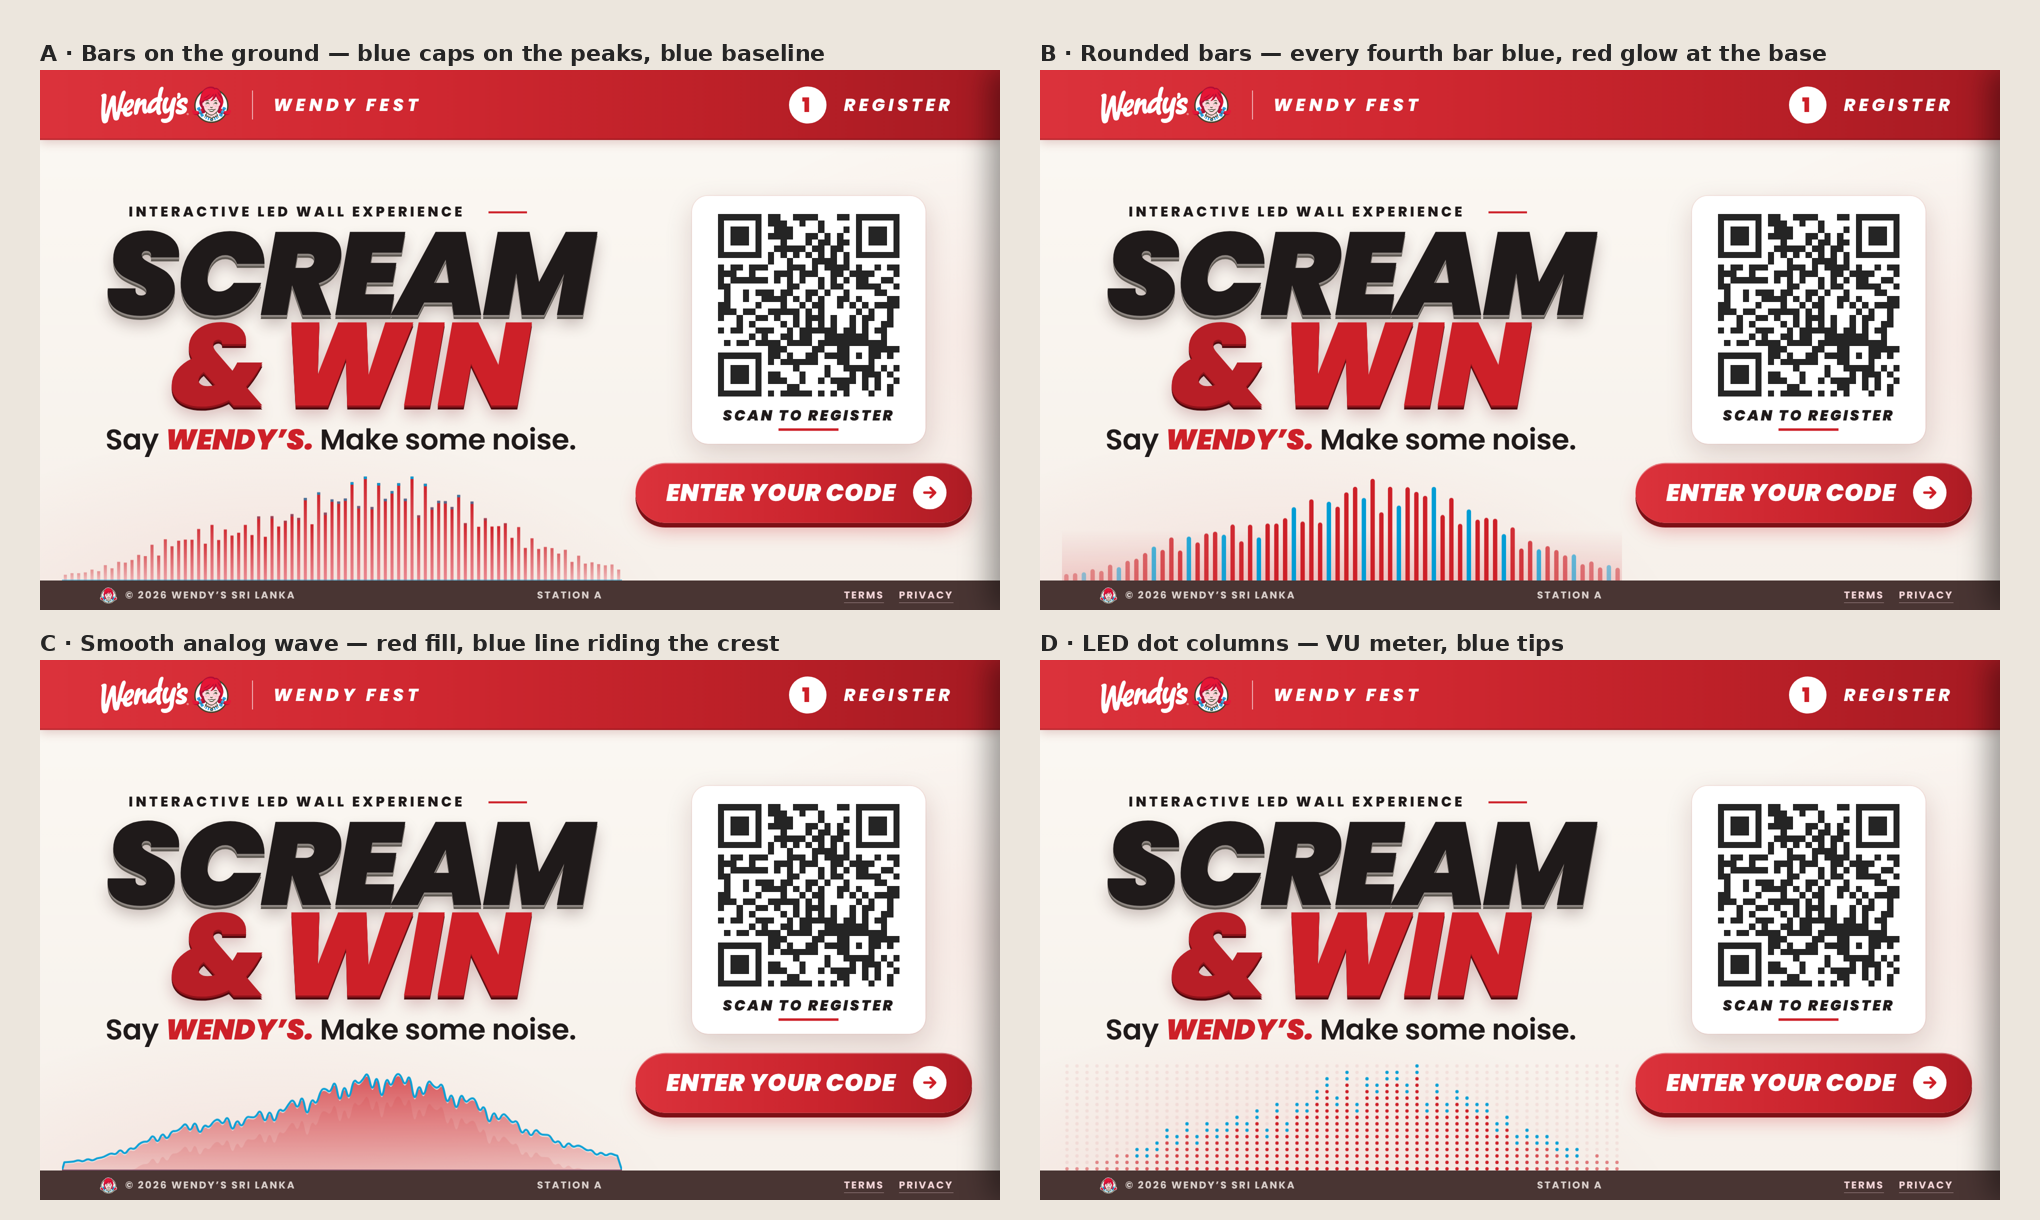 A · Bars on the ground — blue caps on the peaks, blue baseline
Wendy's
WENDY FEST
1 REGISTER
INTERACTIVE LED WALL EXPERIENCE
SCREAM
& WIN
Say WENDY’S. Make some noise.
SCAN TO REGISTER
ENTER YOUR CODE
© 2026 WENDY’S SRI LANKA
STATION A
TERMS PRIVACY
B · Rounded bars — every fourth bar blue, red glow at the base
Wendy's
WENDY FEST
1 REGISTER
INTERACTIVE LED WALL EXPERIENCE
SCREAM
& WIN
Say WENDY’S. Make some noise.
SCAN TO REGISTER
ENTER YOUR CODE
© 2026 WENDY’S SRI LANKA
STATION A
TERMS PRIVACY
C · Smooth analog wave — red fill, blue line riding the crest
Wendy's
WENDY FEST
1 REGISTER
INTERACTIVE LED WALL EXPERIENCE
SCREAM
& WIN
Say WENDY’S. Make some noise.
SCAN TO REGISTER
ENTER YOUR CODE
© 2026 WENDY’S SRI LANKA
STATION A
TERMS PRIVACY
D · LED dot columns — VU meter, blue tips
Wendy's
WENDY FEST
1 REGISTER
INTERACTIVE LED WALL EXPERIENCE
SCREAM
& WIN
Say WENDY’S. Make some noise.
SCAN TO REGISTER
ENTER YOUR CODE
© 2026 WENDY’S SRI LANKA
STATION A
TERMS PRIVACY